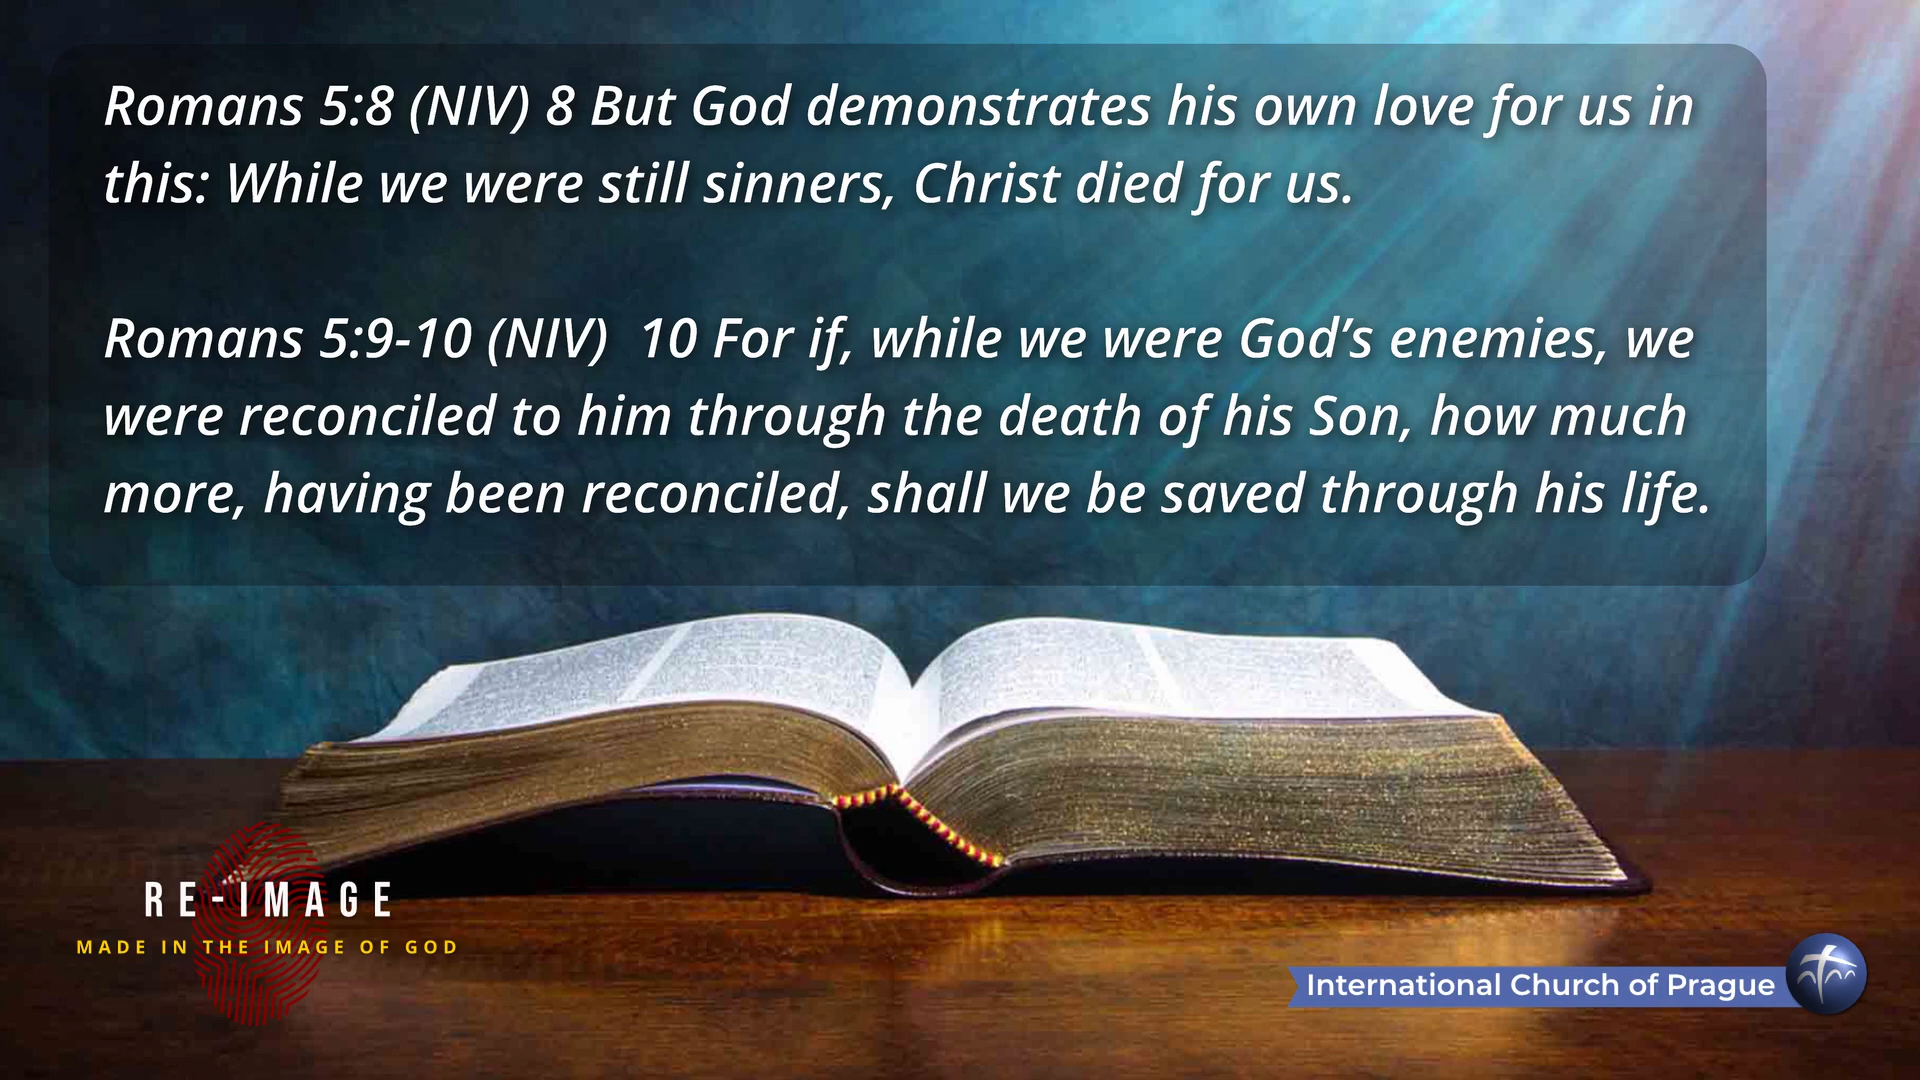 Romans 5:8 (NIV) 8 But God demonstrates his own love for us in
this: While we were still sinners, Christ died for us.
Romans 5:9-10 (NIV)  10 For if, while we were God’s enemies, we
were reconciled to him through the death of his Son, how much
more, having been reconciled, shall we be saved through his life.
RE-IMAGE
MADE IN THE IMAGE OF GOD
International Church of Prague